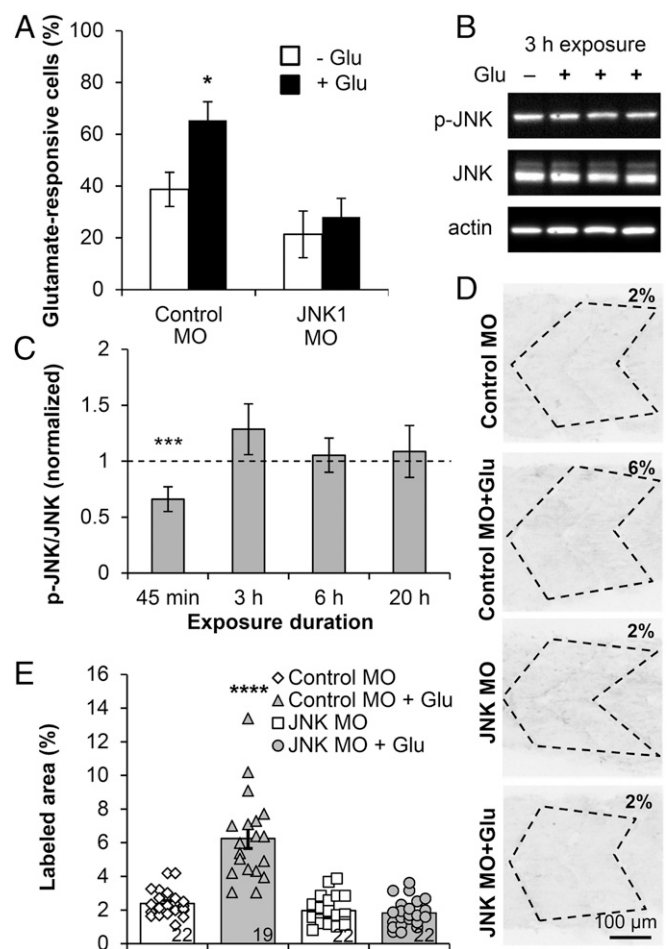 A
Glutamate-responsive cells (%)
100
80
60
40
20
0
- Glu
+ Glu
*
Control
MO
JNK1
MO
B
3 h exposure
Glu – + + +
p-JNK
JNK
actin
C
p-JNK/JNK (normalized)
2
1.5
1
0.5
0
***
45 min 3 h 6 h 20 h
Exposure duration
D
Control MO
2%
Control MO+Glu
6%
JNK MO
2%
JNK MO+Glu
2%
100 µm
E
Labeled area (%)
16
14
12
10
8
6
4
2
0
****
Control MO
Control MO + Glu
JNK MO
JNK MO + Glu
22 19 22 22